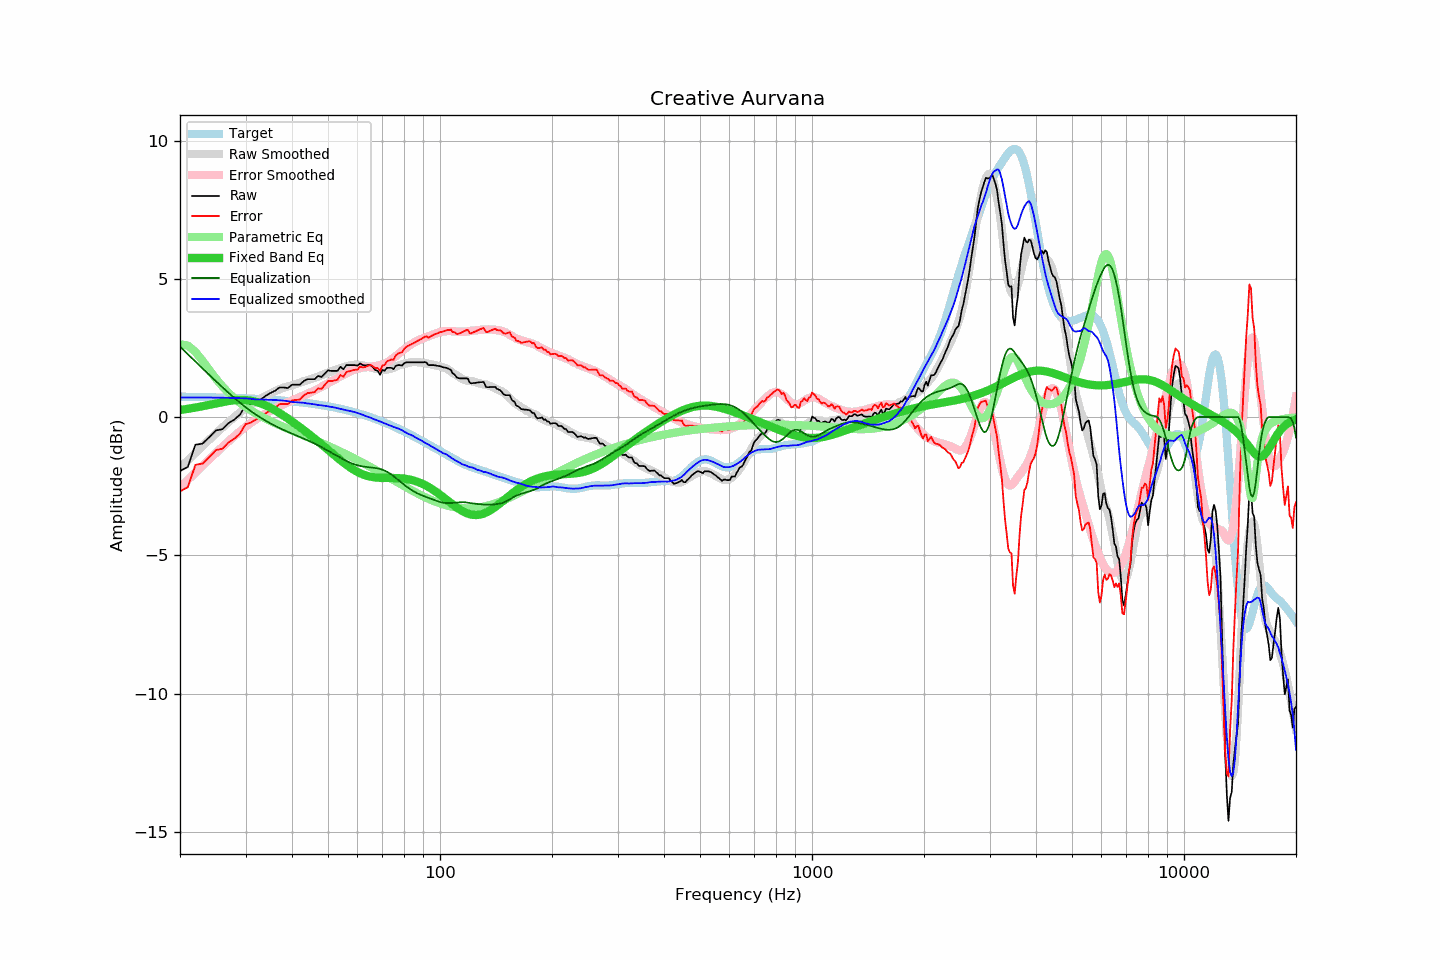 Creative Aurvana
Target
Raw Smoothed
Error Smoothed
Raw
Error
Parametric Eq
Fixed Band Eq
Equalization
Equalized smoothed
10
5
0
−5
−10
−15
Amplitude (dBr)
100
1000
10000
Frequency (Hz)